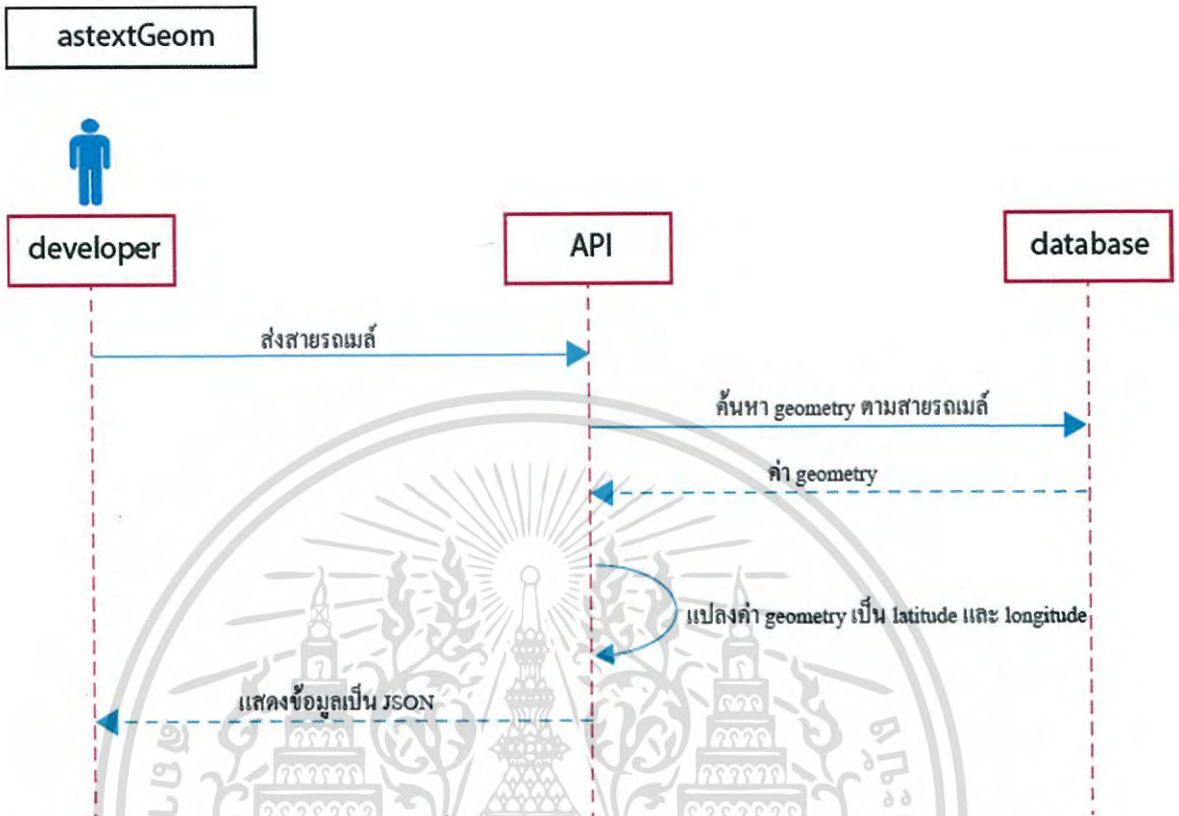 astextGeom
developer
API
database
ส่งสายรถเมล์
ค้นหา geometry ตามสายรถเมล์
ค่า geometry
แปลงค่า geometry เป็น latitude และ longitude
แสดงข้อมูลเป็น JSON